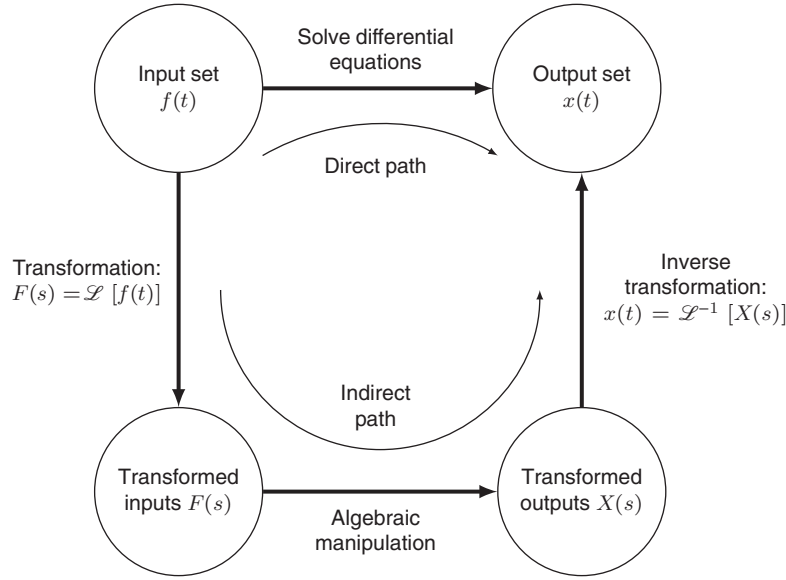 Solve differential
equations
Input set
f(t)
Output set
x(t)
Direct path
Transformation:
F(s) = ℒ [f(t)]
Inverse
transformation:
x(t) = ℒ⁻¹ [X(s)]
Indirect
path
Transformed
inputs F(s)
Transformed
outputs X(s)
Algebraic
manipulation